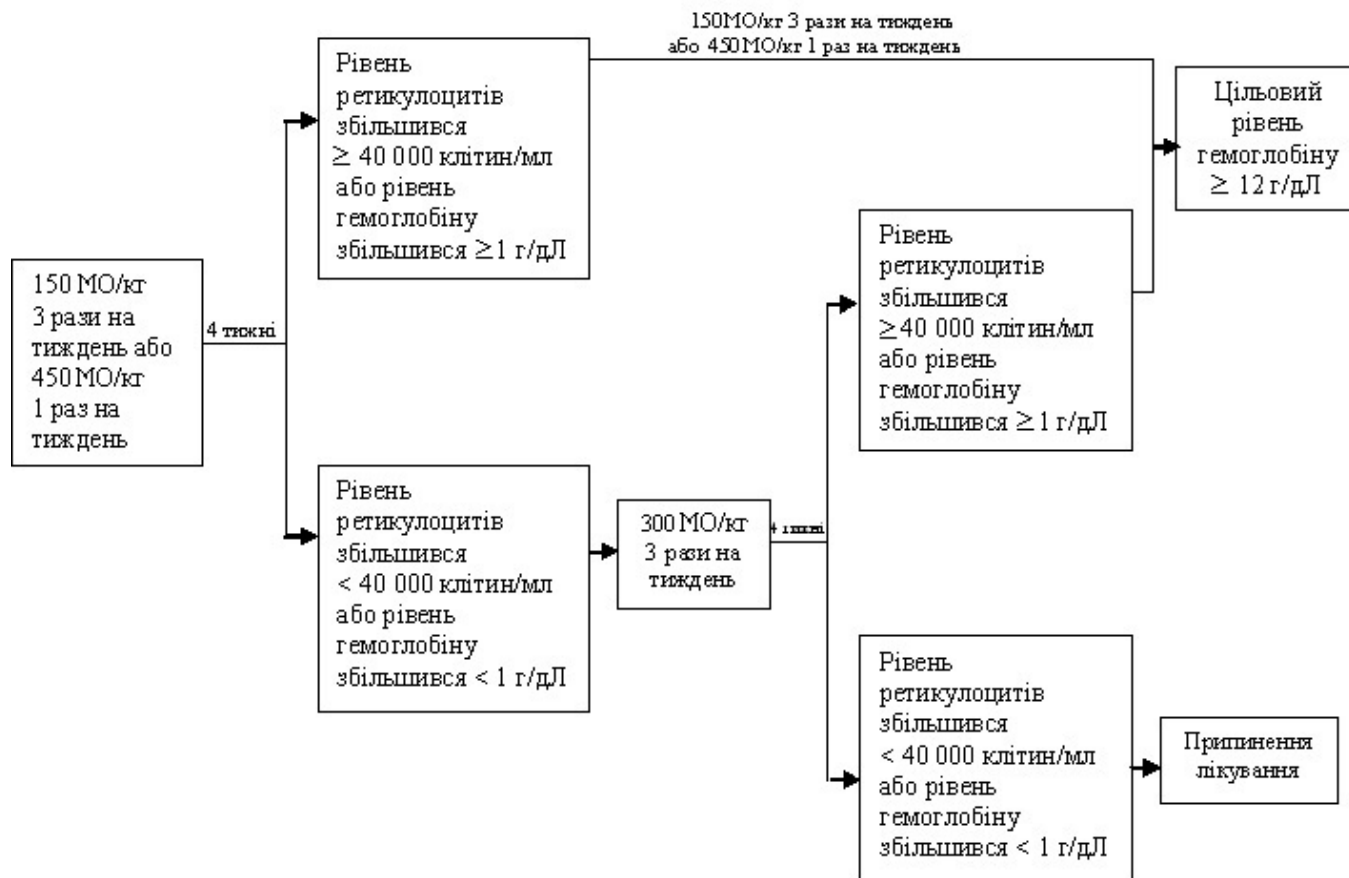 150 МО/кг
3 рази на
тиждень або
450 МО/кг
1 раз на
тиждень
4 тижні
Рівень
ретикулоцитів
збільшився
≥ 40 000 клітин/мл
або рівень
гемоглобіну
збільшився ≥1 г/дЛ
150МО/кг 3 рази на тиждень
або 450МО/кг 1 раз на тиждень
Рівень
ретикулоцитів
збільшився
< 40 000 клітин/мл
або рівень
гемоглобіну
збільшився < 1 г/дЛ
300 МО/кг
3 рази на
тиждень
4 тижні
Рівень
ретикулоцитів
збільшився
≥40 000 клітин/мл
або рівень
гемоглобіну
збільшився ≥ 1 г/дЛ
Цільовий
рівень
гемоглобіну
≥ 12 г/дЛ
Рівень
ретикулоцитів
збільшився
< 40 000 клітин/мл
або рівень
гемоглобіну
збільшився < 1 г/дЛ
Припинення
лікування